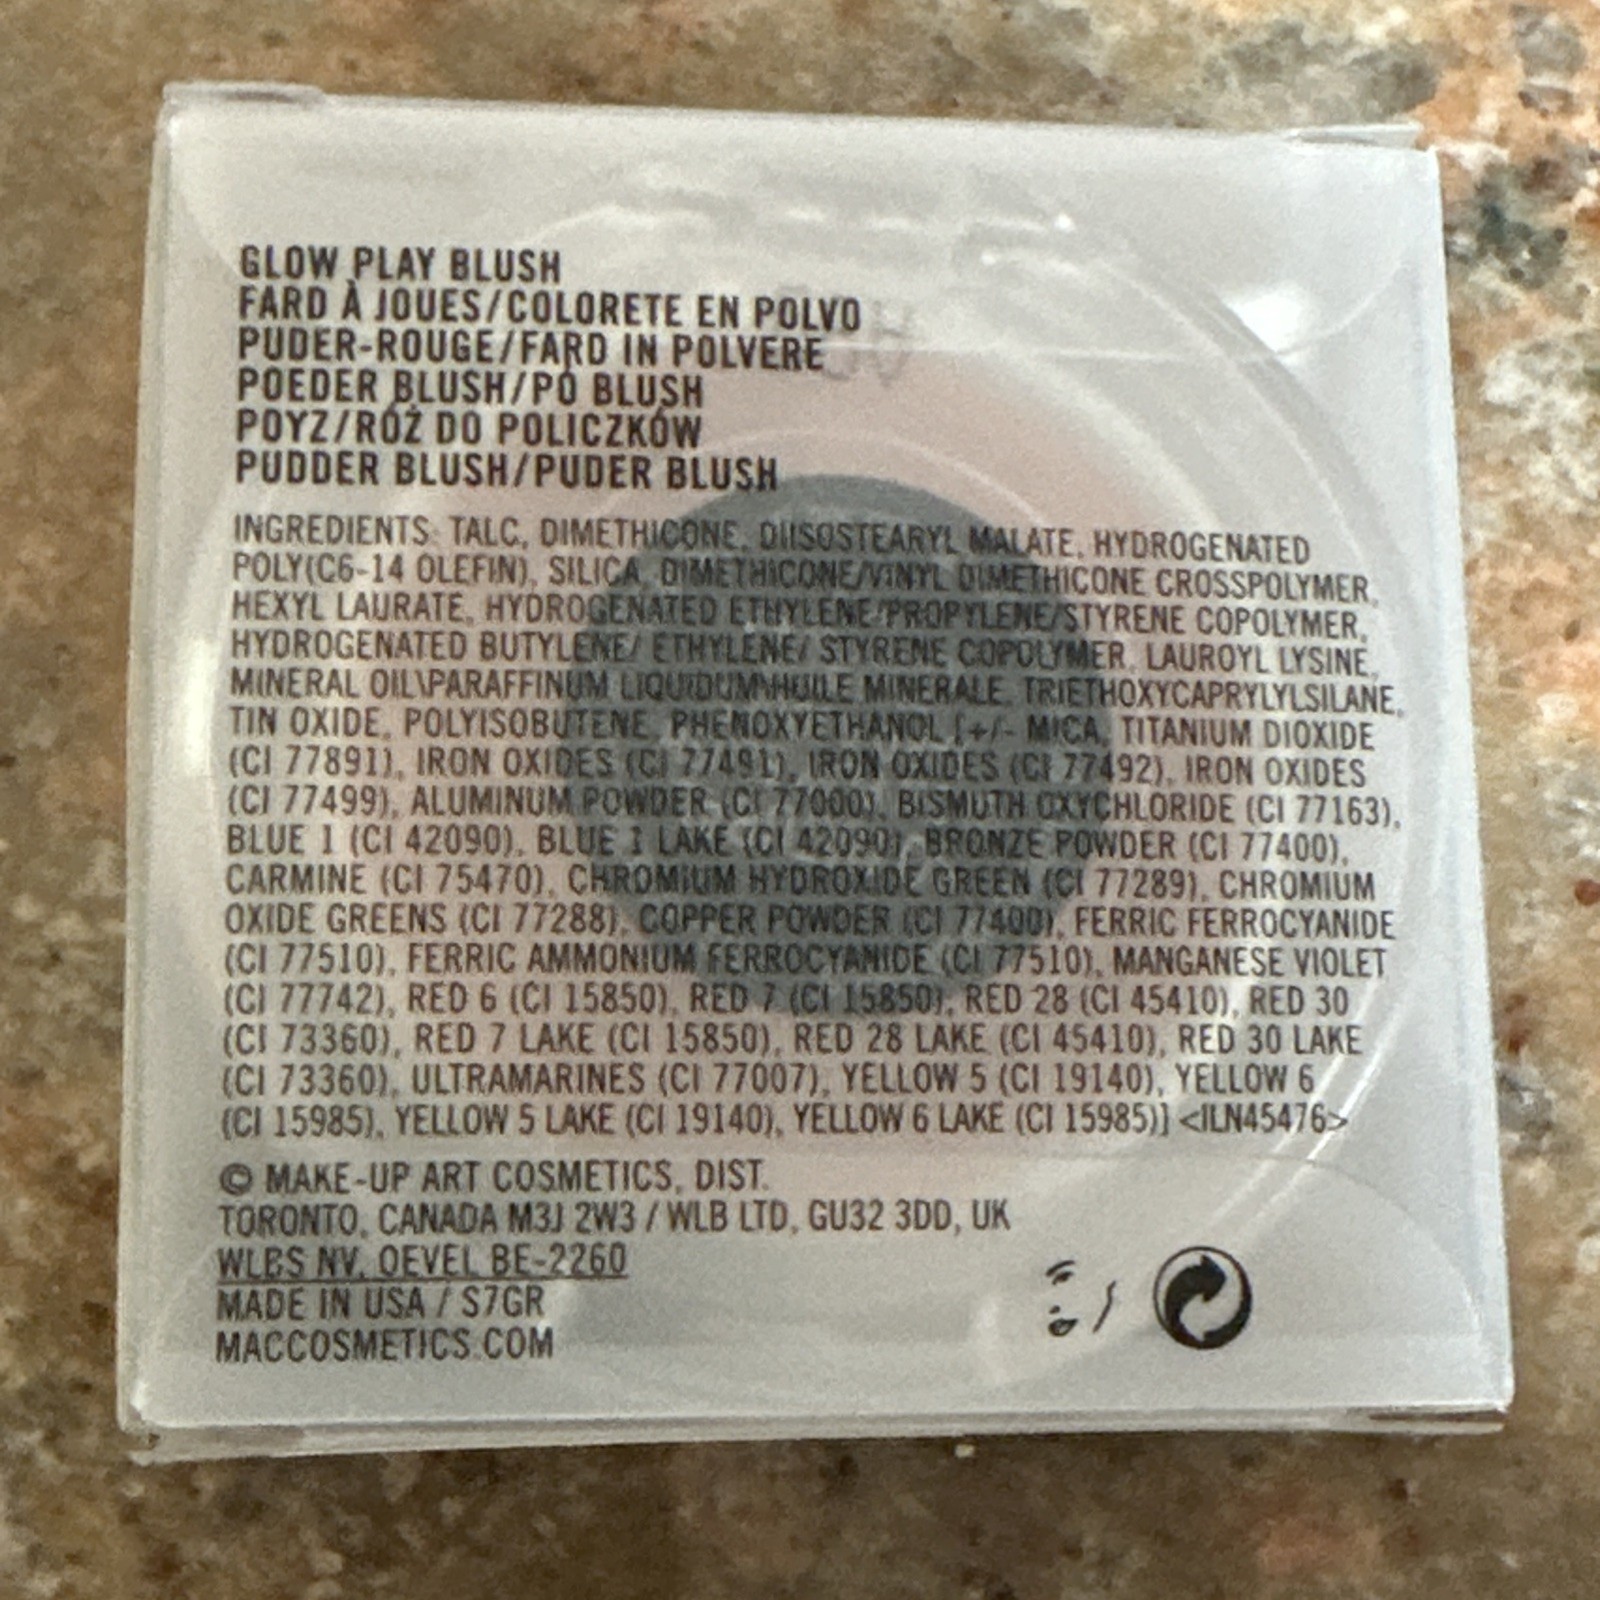 GLOW PLAY BLUSH
FARD À JOUES/COLORETE EN POLVO
PUDER-ROUGE/FARD IN POLVERE
POEDER BLUSH/PÓ BLUSH
ΡΟΥΖ/RÓŻ DO POLICZKÓW
PUDDER BLUSH/PUDER BLUSH
INGREDIENTS: TALC, DIMETHICONE, DIISOSTEARYL MALATE, HYDROGENATED
POLY(C6-14 OLEFIN), SILICA, DIMETHICONE/VINYL DIMETHICONE CROSSPOLYMER,
HEXYL LAURATE, HYDROGENATED ETHYLENE/PROPYLENE/STYRENE COPOLYMER,
HYDROGENATED BUTYLENE/ ETHYLENE/ STYRENE COPOLYMER, LAUROYL LYSINE,
MINERAL OIL\PARAFFINUM LIQUIDUM\HUILE MINERALE, TRIETHOXYCAPRYLYLSILANE,
TIN OXIDE, POLYISOBUTENE, PHENOXYETHANOL [+/- MICA, TITANIUM DIOXIDE
(CI 77891), IRON OXIDES (CI 77491), IRON OXIDES (CI 77492), IRON OXIDES
(CI 77499), ALUMINUM POWDER (CI 77000), BISMUTH OXYCHLORIDE (CI 77163),
BLUE 1 (CI 42090), BLUE 1 LAKE (CI 42090), BRONZE POWDER (CI 77400),
CARMINE (CI 75470), CHROMIUM HYDROXIDE GREEN (CI 77289), CHROMIUM
OXIDE GREENS (CI 77288), COPPER POWDER (CI 77400), FERRIC FERROCYANIDE
(CI 77510), FERRIC AMMONIUM FERROCYANIDE (CI 77510), MANGANESE VIOLET
(CI 77742), RED 6 (CI 15850), RED 7 (CI 15850), RED 28 (CI 45410), RED 30
(CI 73360), RED 7 LAKE (CI 15850), RED 28 LAKE (CI 45410), RED 30 LAKE
(CI 73360), ULTRAMARINES (CI 77007), YELLOW 5 (CI 19140), YELLOW 6
(CI 15985), YELLOW 5 LAKE (CI 19140), YELLOW 6 LAKE (CI 15985)] <ILN45476>
© MAKE-UP ART COSMETICS, DIST.
TORONTO, CANADA M3J 2W3 / WLB LTD, GU32 3DD, UK
WLBS NV, OEVEL BE-2260
MADE IN USA / S7GR
MACCOSMETICS.COM